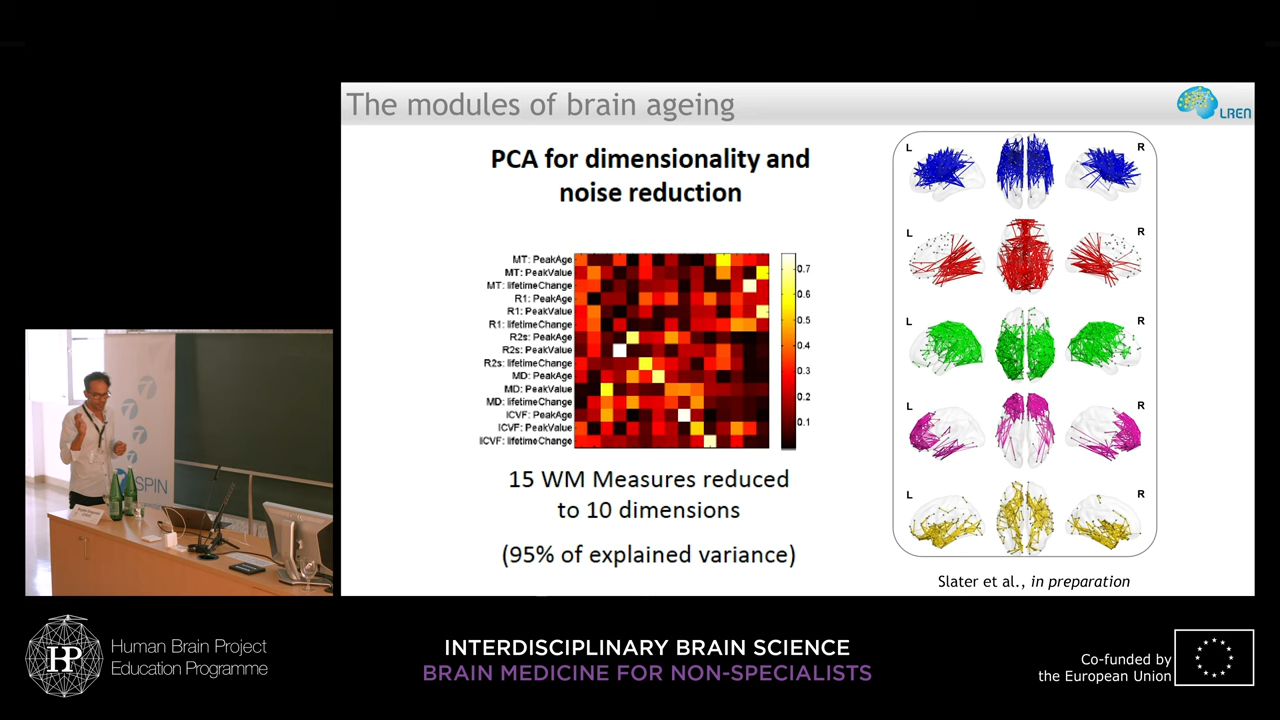 The modules of brain ageing
LREN
PCA for dimensionality and
noise reduction
MT: PeakAge
MT: PeakValue
MT: lifetimeChange
R1: PeakAge
R1: PeakValue
R1: lifetimeChange
R2s: PeakAge
R2s: PeakValue
R2s: lifetimeChange
MD: PeakAge
MD: PeakValue
MD: lifetimeChange
ICVF: PeakAge
ICVF: PeakValue
ICVF: lifetimeChange
0.7
0.6
0.5
0.4
0.3
0.2
0.1
15 WM Measures reduced
to 10 dimensions
(95% of explained variance)
L R
L R
L R
L R
L R
Slater et al., in preparation
SPIN
HP
Human Brain Project
Education Programme
INTERDISCIPLINARY BRAIN SCIENCE
BRAIN MEDICINE FOR NON-SPECIALISTS
Co-funded by
the European Union